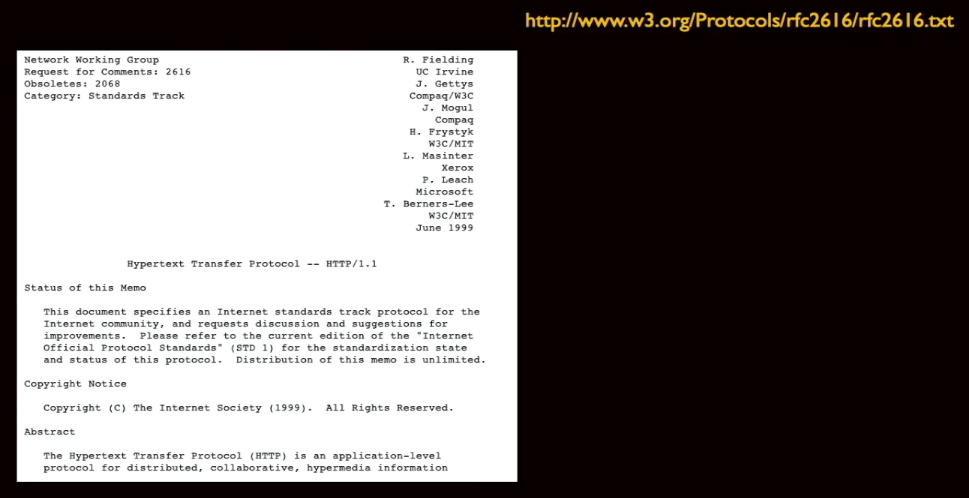 http://www.w3.org/Protocols/rfc2616/rfc2616.txt
Network Working Group R. Fielding
Request for Comments: 2616 UC Irvine
Obsoletes: 2068 J. Gettys
Category: Standards Track Compaq/W3C
J. Mogul
Compaq
H. Frystyk
W3C/MIT
L. Masinter
Xerox
P. Leach
Microsoft
T. Berners-Lee
W3C/MIT
June 1999
Hypertext Transfer Protocol -- HTTP/1.1
Status of this Memo
This document specifies an Internet standards track protocol for the
Internet community, and requests discussion and suggestions for
improvements. Please refer to the current edition of the "Internet
Official Protocol Standards" (STD 1) for the standardization state
and status of this protocol. Distribution of this memo is unlimited.
Copyright Notice
Copyright (C) The Internet Society (1999). All Rights Reserved.
Abstract
The Hypertext Transfer Protocol (HTTP) is an application-level
protocol for distributed, collaborative, hypermedia information